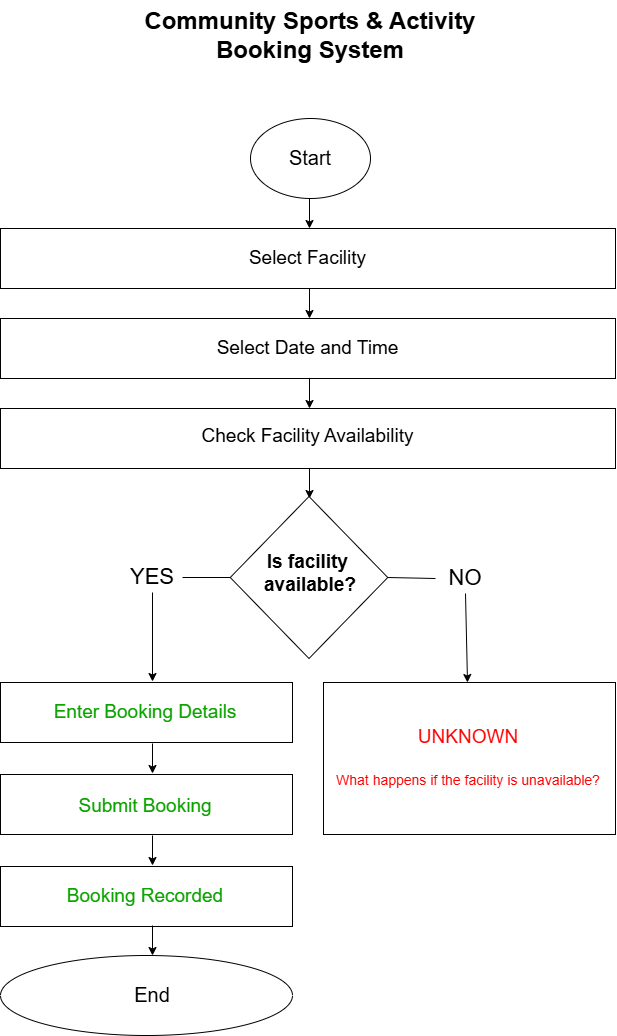 Community Sports & Activity
Booking System
Start
Select Facility
Select Date and Time
Check Facility Availability
Is facility
available?
YES
NO
Enter Booking Details
UNKNOWN
What happens if the facility is unavailable?
Submit Booking
Booking Recorded
End